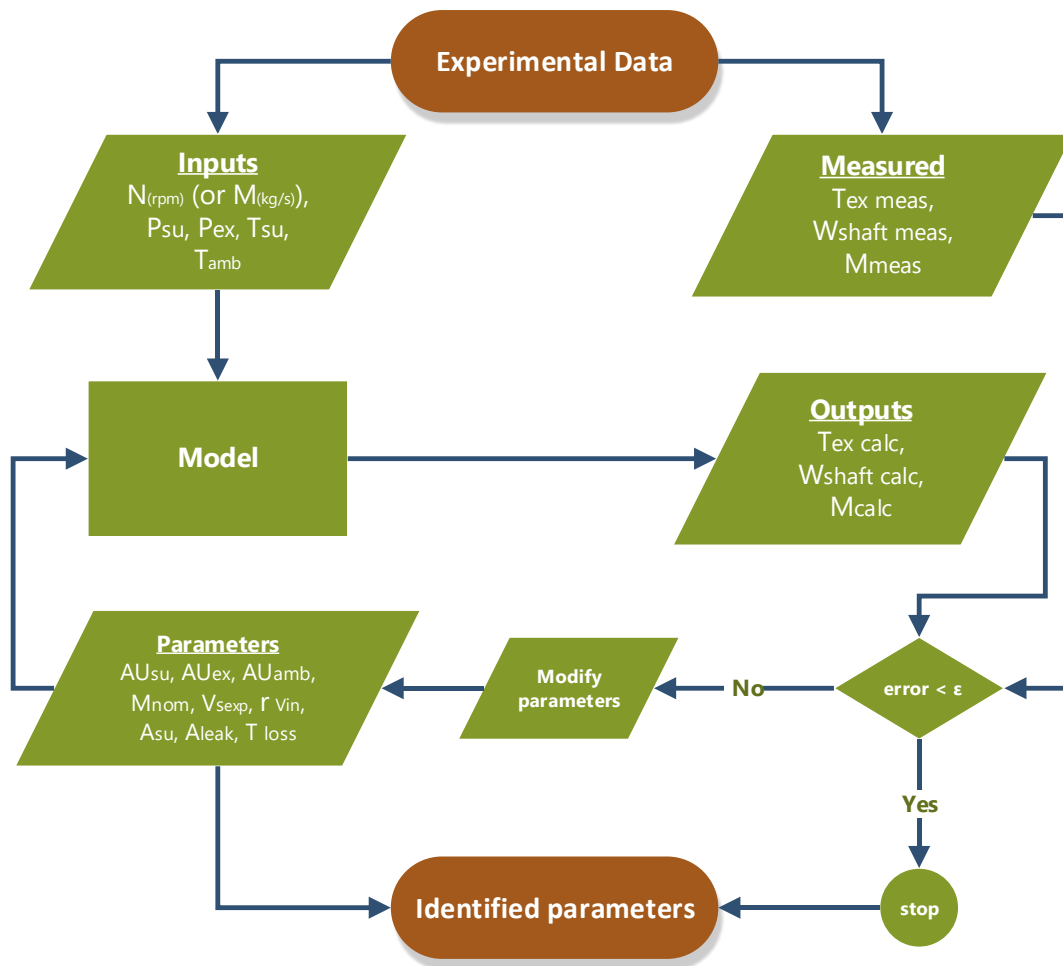 Experimental Data
Inputs
N(rpm) (or M(kg/s)),
Psu, Pex, Tsu,
Tamb
Measured
Tex meas,
Wshaft meas,
Mmeas
Model
Outputs
Tex calc,
Wshaft calc,
Mcalc
Parameters
AUsu, AUex, AUamb,
Mnom, Vsexp, r Vin,
Asu, Aleak, T loss
Modify
parameters
No
error < ε
Yes
Identified parameters
stop